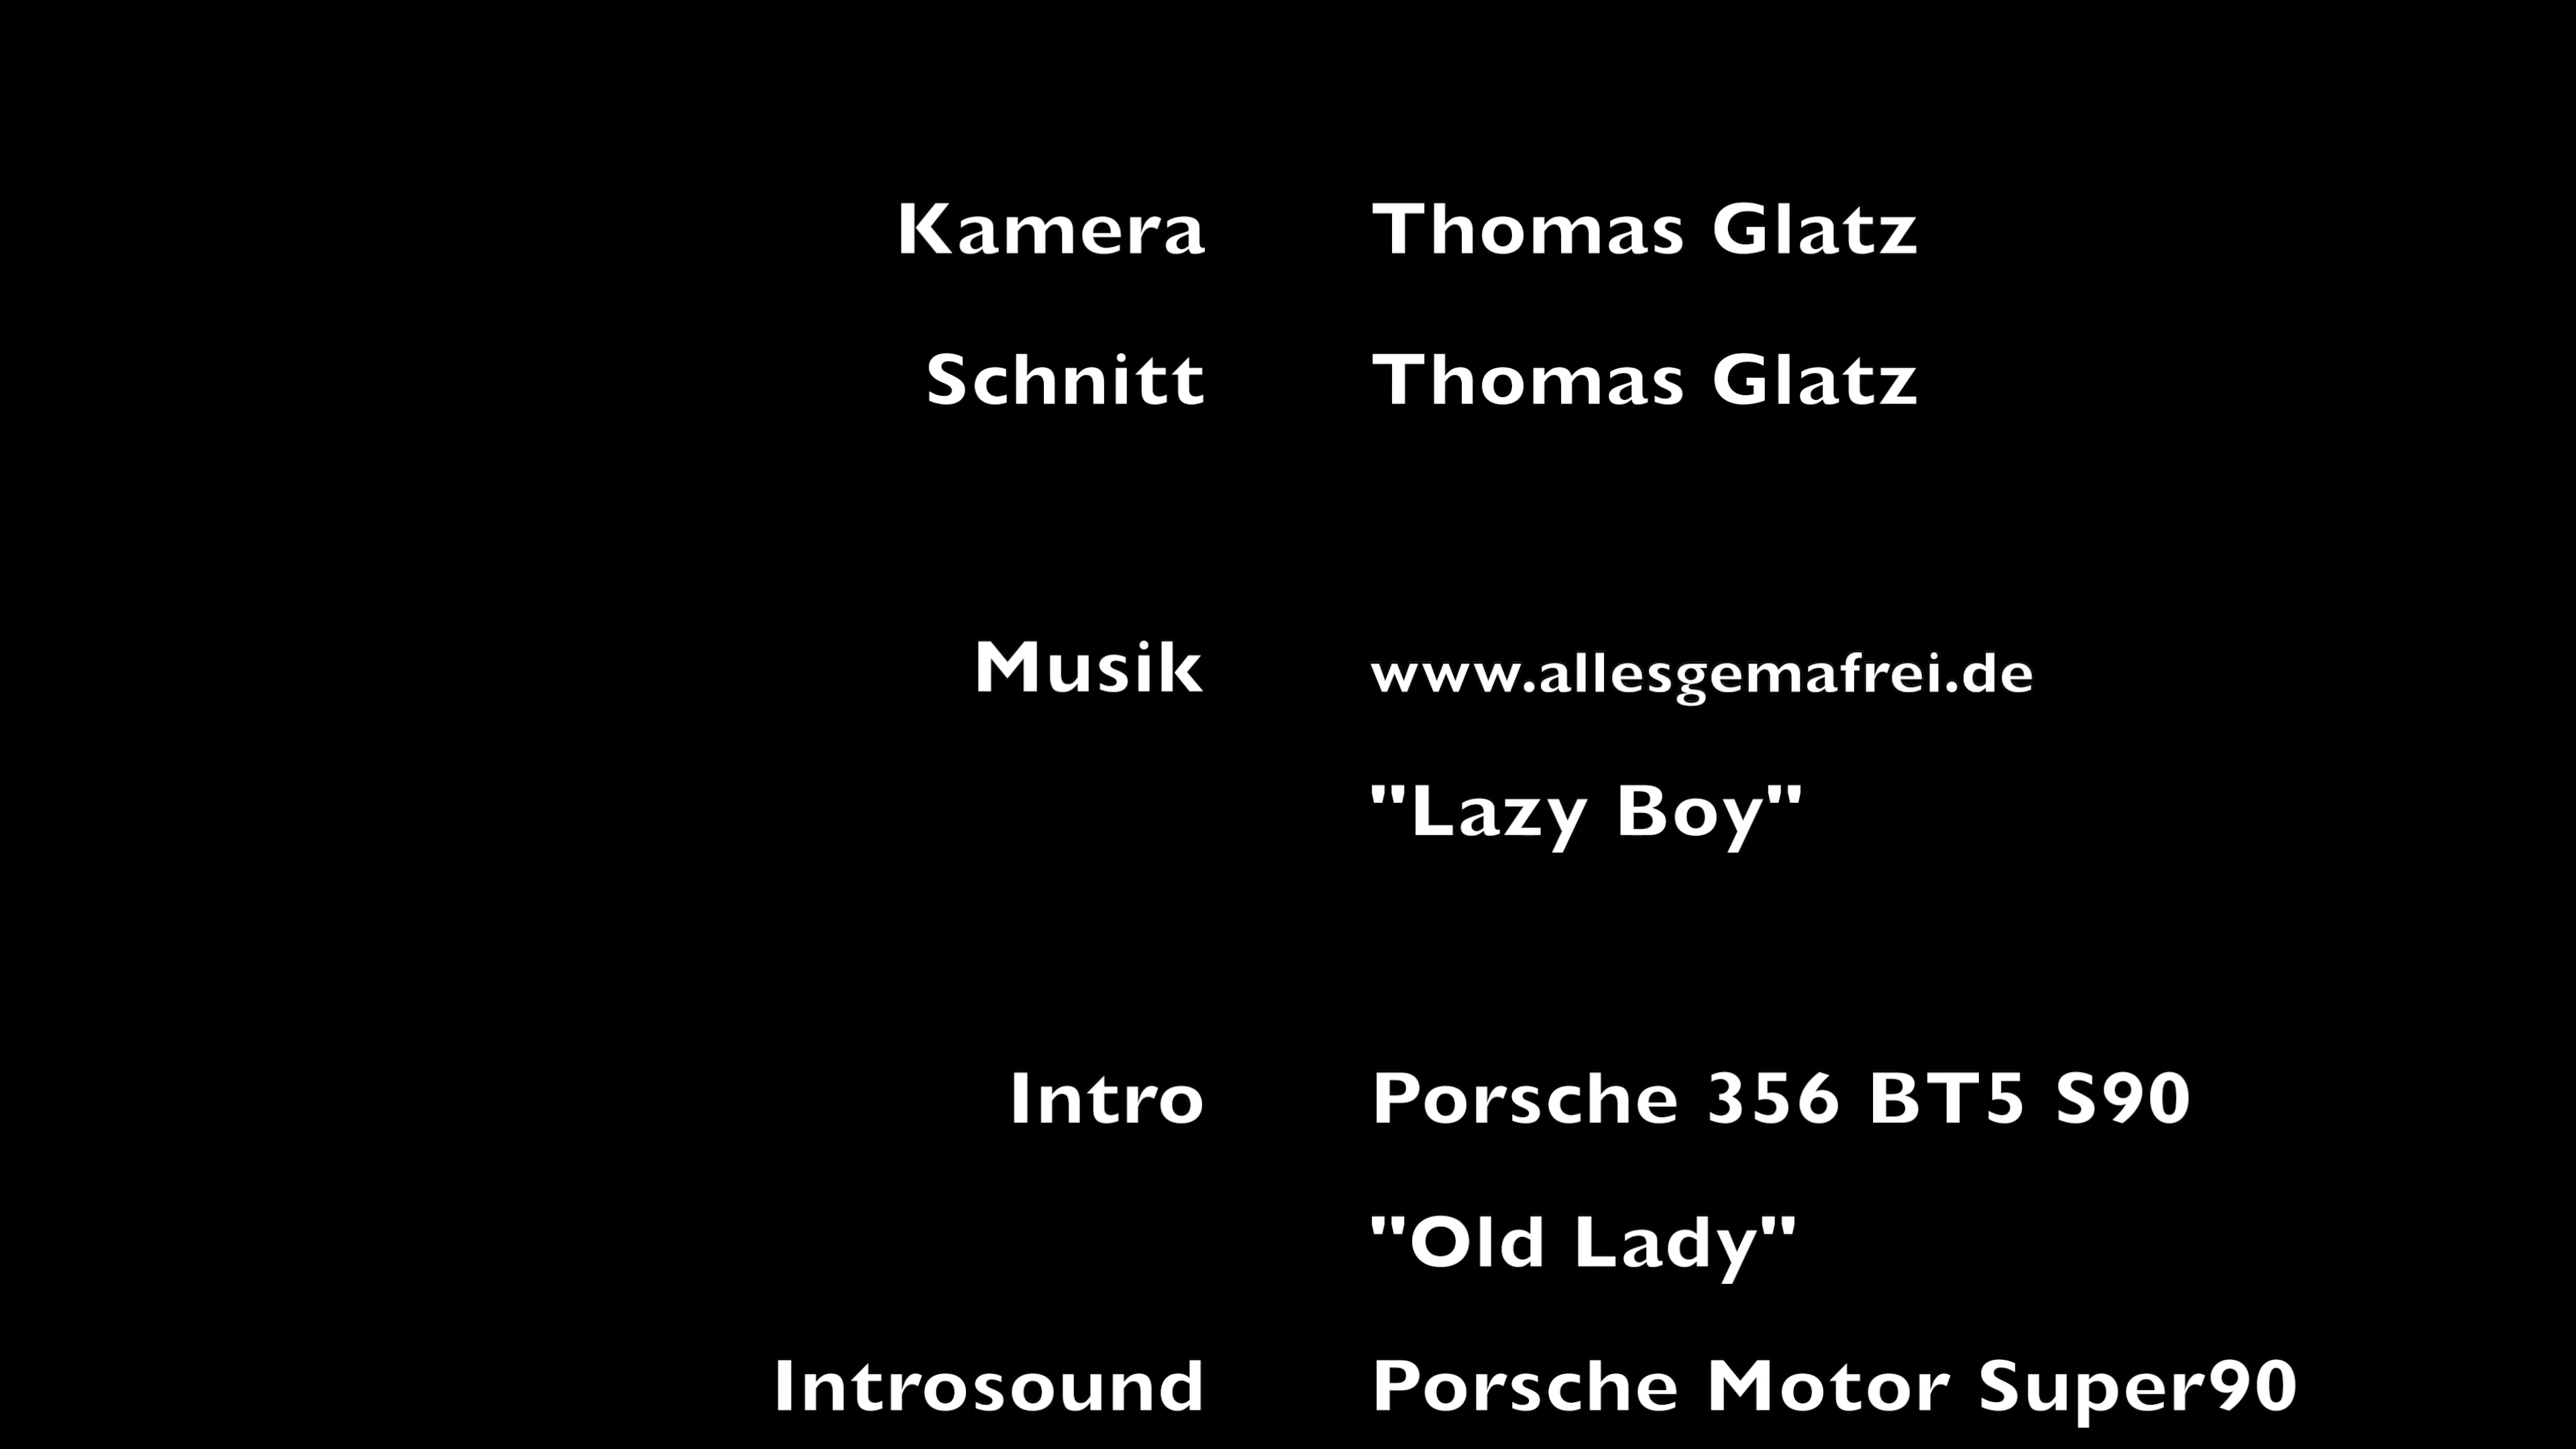 Kamera Thomas Glatz
Schnitt Thomas Glatz
Musik www.allesgemafrei.de
"Lazy Boy"
Intro Porsche 356 BT5 S90
"Old Lady"
Introsound Porsche Motor Super90